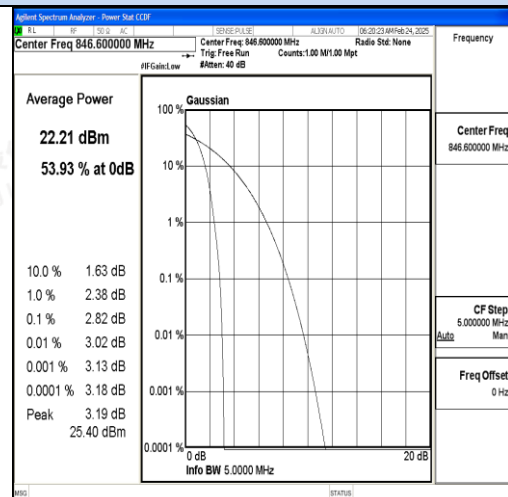 Agilent Spectrum Analyzer - Power Stat CCDF
RL RF 50 Ω AC SENSE:PULSE ALIGN AUTO 06:20:23 AM Feb 24, 2025
Center Freq 846.600000 MHz
Center Freq: 846.600000 MHz Radio Std: None
Trig: Free Run Counts:1.00 M/1.00 Mpt
#IFGain:Low #Atten: 40 dB
Frequency
Average Power
22.21 dBm
53.93 % at 0dB
10.0 % 1.63 dB
1.0 % 2.38 dB
0.1 % 2.82 dB
0.01 % 3.02 dB
0.001 % 3.13 dB
0.0001 % 3.18 dB
Peak 3.19 dB
25.40 dBm
Gaussian
100 %
10 %
1 %
0.1 %
0.01 %
0.001 %
0.0001 %
0 dB 20 dB
Info BW 5.0000 MHz
Center Freq
846.600000 MHz
CF Step
5.000000 MHz
Auto Man
Freq Offset
0 Hz
MSG STATUS